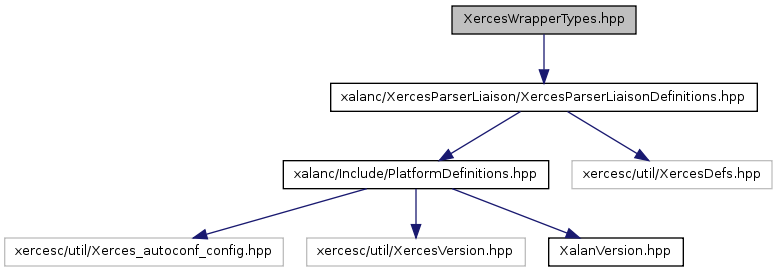 XercesWrapperTypes.hpp
xalanc/XercesParserLiaison/XercesParserLiaisonDefinitions.hpp
xalanc/Include/PlatformDefinitions.hpp
xercesc/util/XercesDefs.hpp
xercesc/util/Xerces_autoconf_config.hpp
xercesc/util/XercesVersion.hpp
XalanVersion.hpp